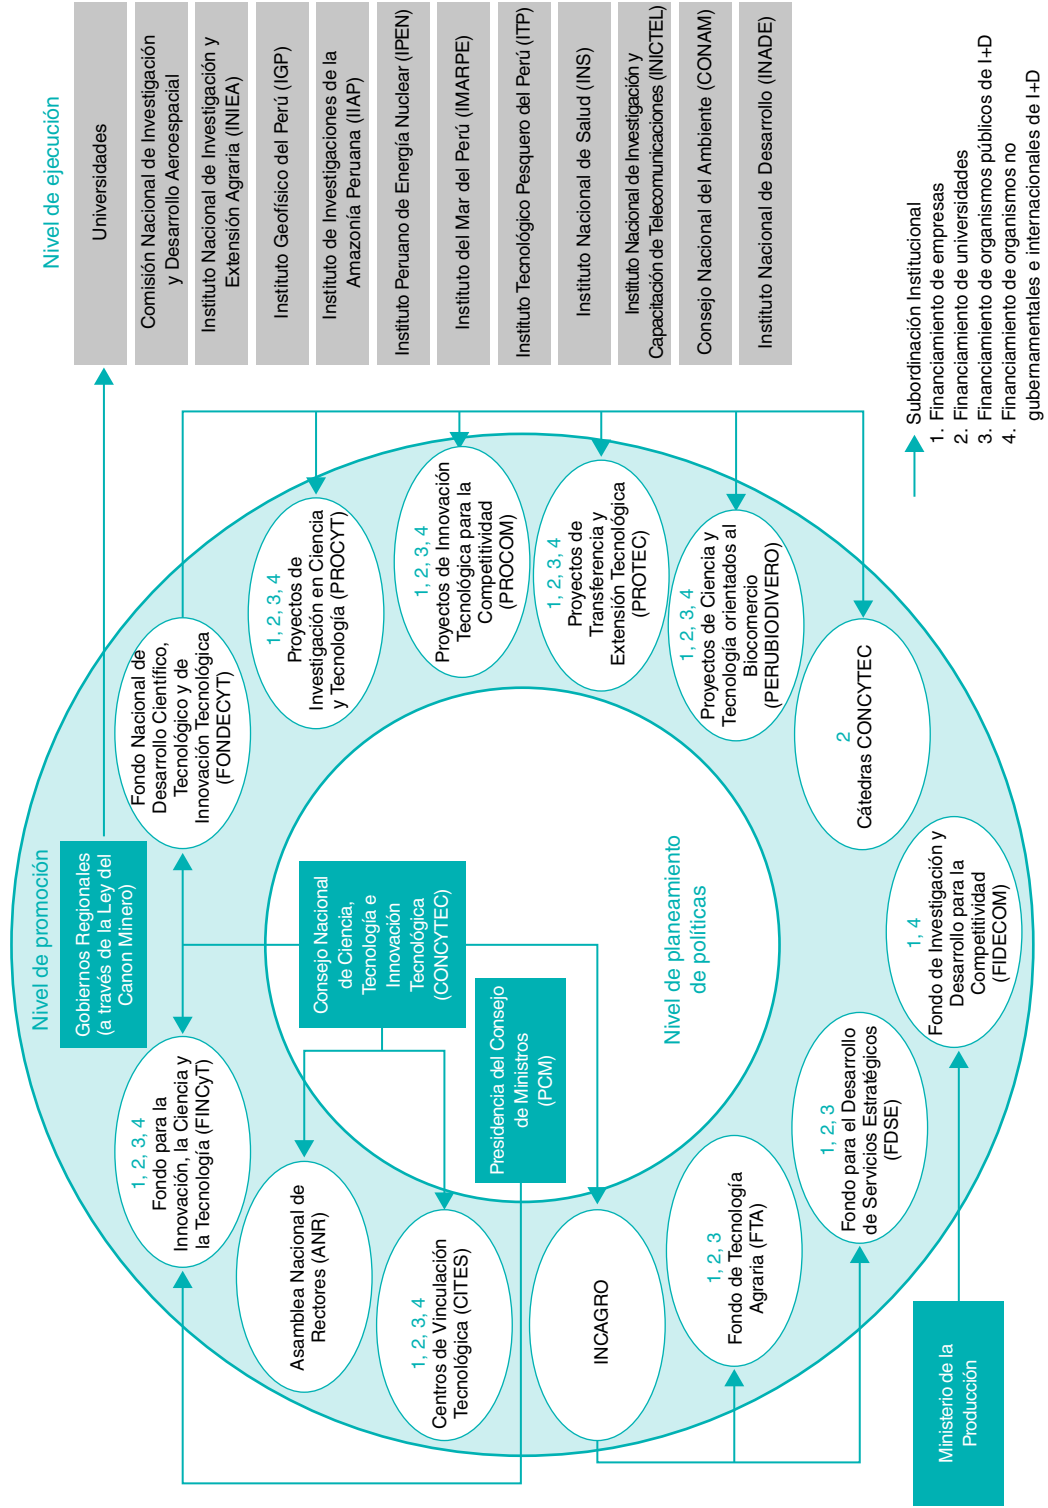 Nivel de promoción
Nivel de ejecución
Gobiernos Regionales
(a través de la Ley del
Canon Minero)
1, 2, 3, 4
Fondo para la
Innovación, la Ciencia y
la Tecnología (FINCyT)
Fondo Nacional de
Desarrollo Científico,
Tecnológico y de
Innovación Tecnológica
(FONDECYT)
Asamblea Nacional de
Rectores (ANR)
1, 2, 3, 4
Centros de Vinculación
Tecnológica (CITES)
INCAGRO
1, 2, 3
Fondo de Tecnología
Agraria (FTA)
1, 2, 3
Fondo para el Desarrollo
de Servicios Estratégicos
(FDSE)
1, 4
Fondo de Investigación y
Desarrollo para la
Competitividad
(FIDECOM)
Ministerio de la
Producción
Consejo Nacional
de Ciencia,
Tecnología e
Innovación
Tecnológica
(CONCYTEC)
Presidencia del Consejo
de Ministros
(PCM)
Nivel de planeamiento
de políticas
1, 2, 3, 4
Proyectos de
Investigación en Ciencia
y Tecnología (PROCYT)
1, 2, 3, 4
Proyectos de Innovación
Tecnológica para la
Competitividad
(PROCOM)
1, 2, 3, 4
Proyectos de
Transferencia y
Extensión Tecnológica
(PROTEC)
1, 2, 3, 4
Proyectos de Ciencia y
Tecnología orientados al
Biocomercio
(PERUBIODIVERO)
2
Cátedras CONCYTEC
Universidades
Comisión Nacional de Investigación
y Desarrollo Aeroespacial
Instituto Nacional de Investigación y
Extensión Agraria (INIEA)
Instituto Geofísico del Perú (IGP)
Instituto de Investigaciones de la
Amazonía Peruana (IIAP)
Instituto Peruano de Energía Nuclear (IPEN)
Instituto del Mar del Perú (IMARPE)
Instituto Tecnológico Pesquero del Perú (ITP)
Instituto Nacional de Salud (INS)
Instituto Nacional de Investigación y
Capacitación de Telecomunicaciones (INICTEL)
Consejo Nacional del Ambiente (CONAM)
Instituto Nacional de Desarrollo (INADE)
Subordinación Institucional
1. Financiamiento de empresas
2. Financiamiento de universidades
3. Financiamiento de organismos públicos de I+D
4. Financiamiento de organismos no
gubernamentales e internacionales de I+D